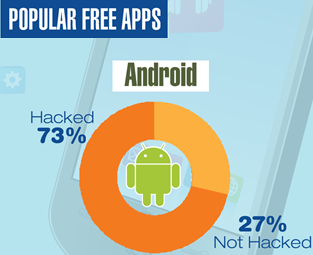 POPULAR FREE APPS
Android
Hacked
73%
27%
Not Hacked